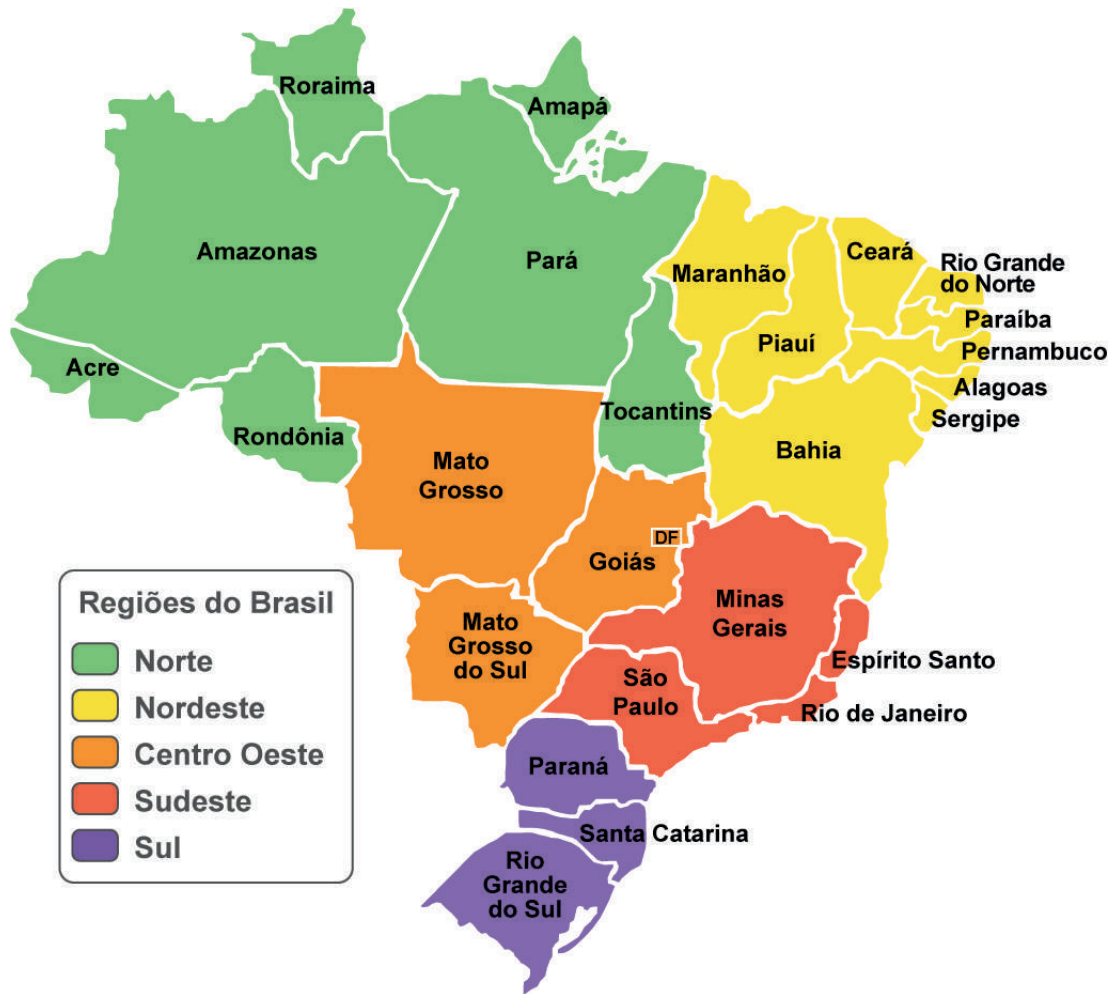 Roraima
Amapá
Amazonas
Pará
Maranhão
Ceará
Rio Grande
do Norte
Paraíba
Piauí
Pernambuco
Acre
Alagoas
Tocantins
Sergipe
Rondônia
Bahia
Mato
Grosso
DF
Goiás
Minas
Gerais
Mato
Grosso
do Sul
Espírito Santo
São
Paulo
Rio de Janeiro
Paraná
Santa Catarina
Rio
Grande
do Sul
Regiões do Brasil
Norte
Nordeste
Centro Oeste
Sudeste
Sul